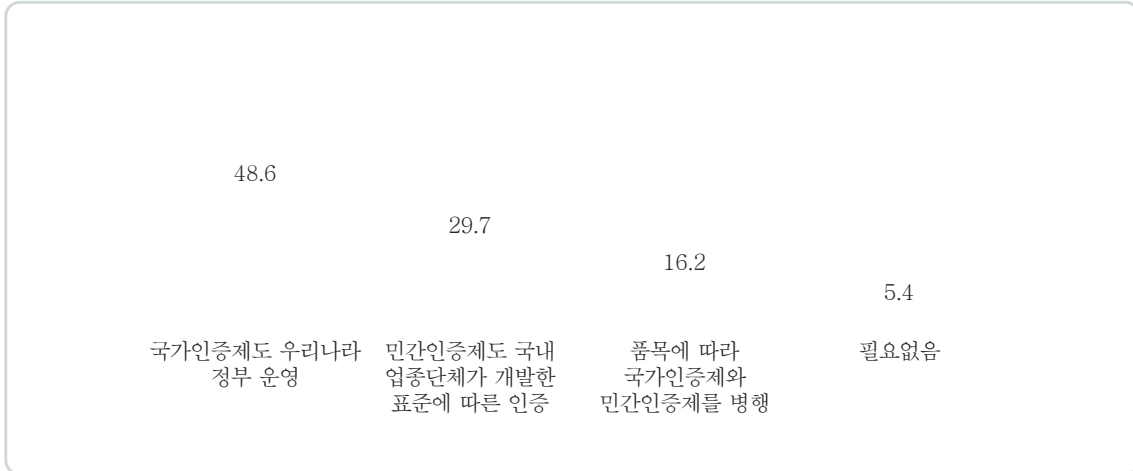 48.6
29.7
16.2
5.4
국가인증제도 우리나라
정부 운영
민간인증제도 국내
업종단체가 개발한
표준에 따른 인증
품목에 따라
국가인증제와
민간인증제를 병행
필요없음